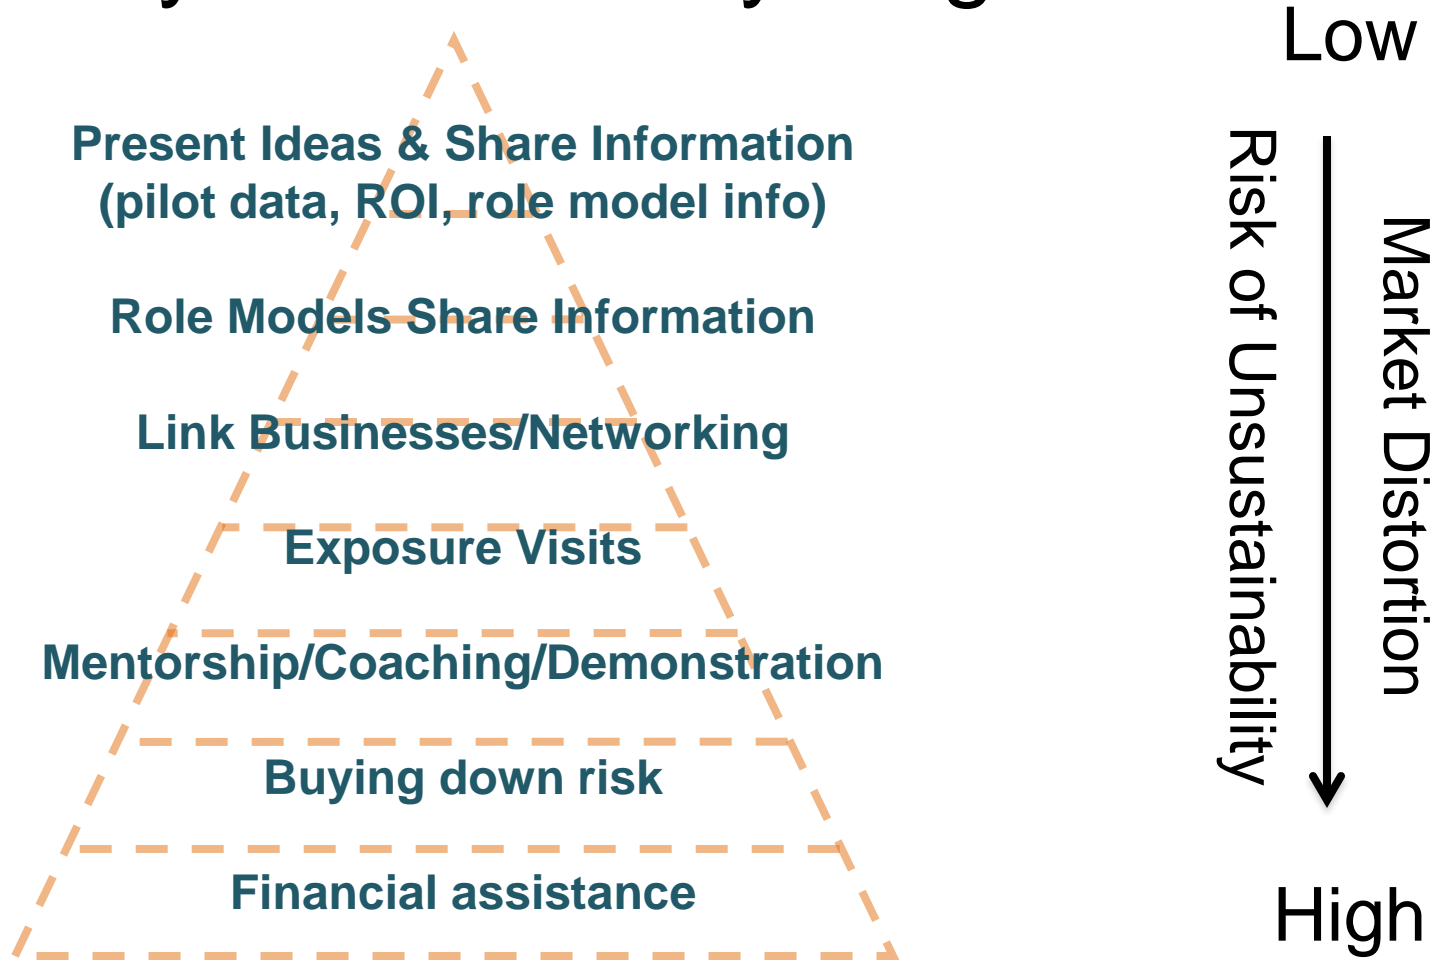 Low
Present Ideas & Share Information
(pilot data, ROI, role model info)
Role Models Share Information
Link Businesses/Networking
Exposure Visits
Mentorship/Coaching/Demonstration
Buying down risk
Financial assistance
Risk of Unsustainability
Market Distortion
High